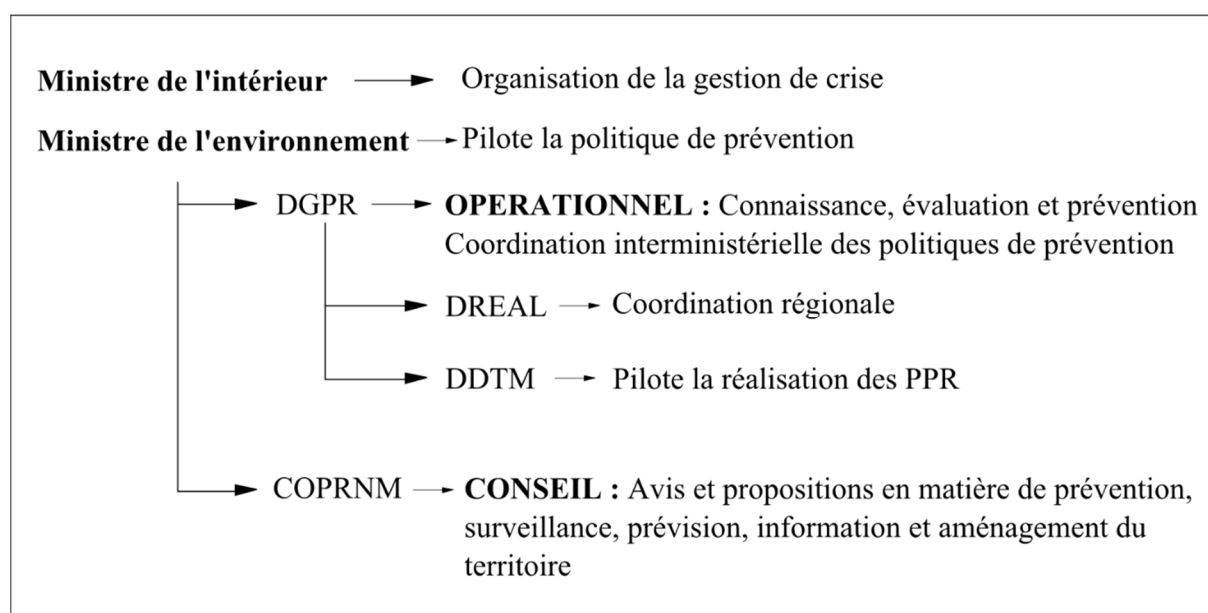 Ministre de l'intérieur Organisation de la gestion de crise
Ministre de l'environnement Pilote la politique de prévention
DGPR OPERATIONNEL : Connaissance, évaluation et prévention
Coordination interministérielle des politiques de prévention
DREAL Coordination régionale
DDTM Pilote la réalisation des PPR
COPRNM CONSEIL : Avis et propositions en matière de prévention,
surveillance, prévision, information et aménagement du
territoire